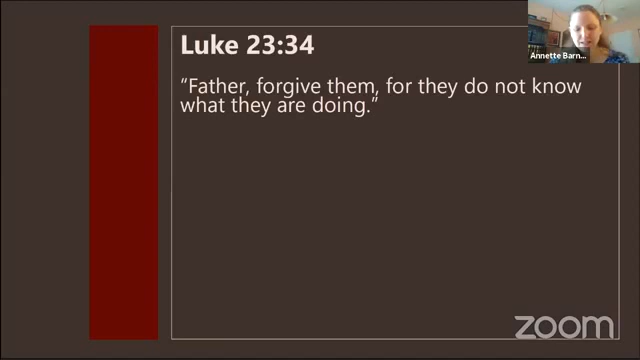 Luke 23:34
“Father, forgive them, for they do not know
what they are doing.”
Annette Barn...
zoom